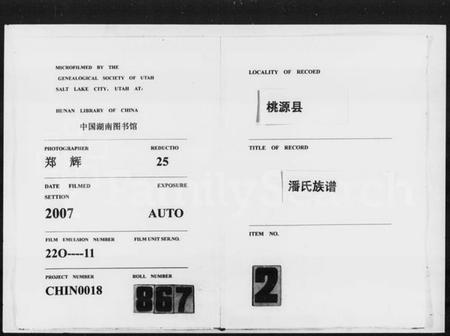 MICROFILMED BY THE
GENEALOGICAL SOCIETY OF UTAH
SALT LAKE CITY, UTAH AT:
HUNAN LIBRARY OF CHINA
中国湖南图书馆
PHOTOGRAPHER REDUCTIO
郑 辉 25
DATE FILMED EXPOSURE
SETTION
2007 AUTO
FILM EMULSION NUMBER FILM UNIT SER.NO.
22O----11
PROJECT NUMBER ROLL NUMBER
CHIN0018 867
LOCALITY OF RECOED
桃源县
TITLE OF RECORD
潘氏族谱
ITEM NO.
2
FamilySearch